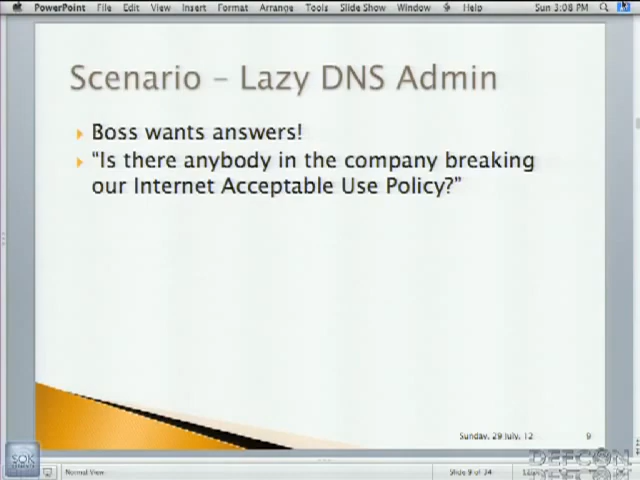 PowerPoint File Edit View Insert Format Arrange Tools Slide Show Window Help Sun 3:08 PM
Scenario – Lazy DNS Admin
Boss wants answers!
“Is there anybody in the company breaking
our Internet Acceptable Use Policy?”
Sunday, 29 July, 12 9
DEFCON
SOK
Normal View Slide 9 of 34